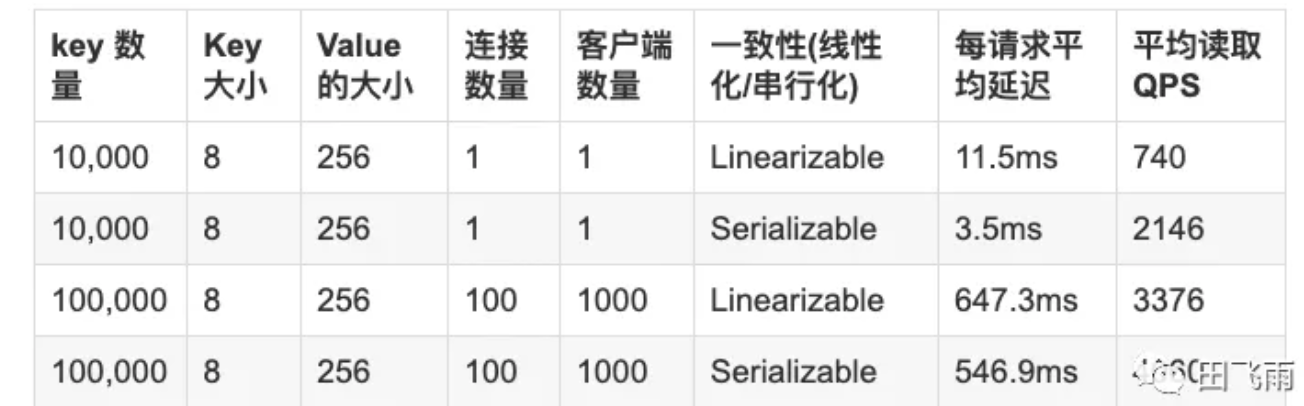 key 数量 Key 大小 Value 的大小 连接数量 客户端数量 一致性(线性化/串行化) 每请求平均延迟 平均读取 QPS
10,000 8 256 1 1 Linearizable 11.5ms 740
10,000 8 256 1 1 Serializable 3.5ms 2146
100,000 8 256 100 1000 Linearizable 647.3ms 3376
100,000 8 256 100 1000 Serializable 546.9ms
田飞雨